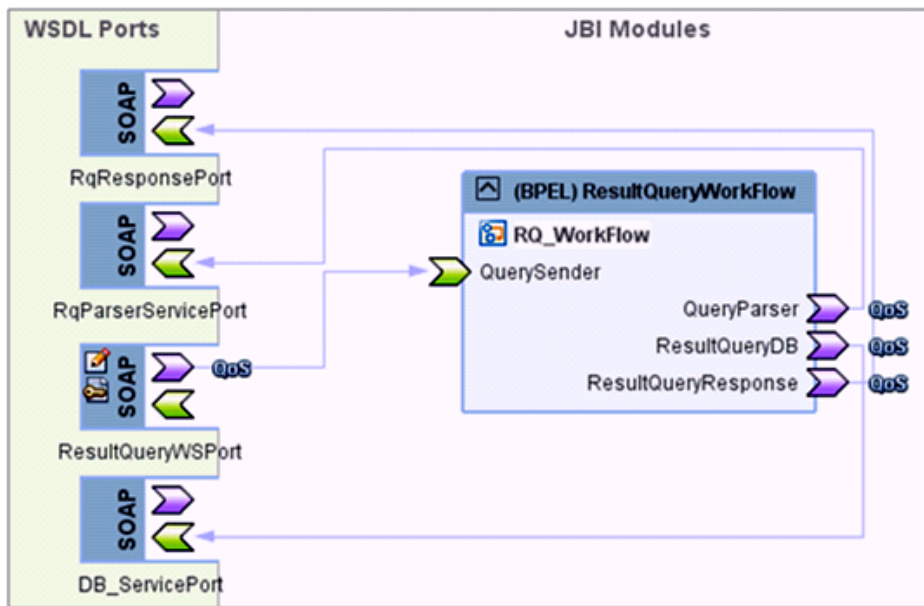 WSDL Ports
JBI Modules
SOAP
RqResponsePort
SOAP
RqParserServicePort
SOAP
QoS
ResultQueryWSPort
SOAP
DB_ServicePort
(BPEL) ResultQueryWorkFlow
RQ_WorkFlow
QuerySender
QueryParser
QoS
ResultQueryDB
QoS
ResultQueryResponse
QoS